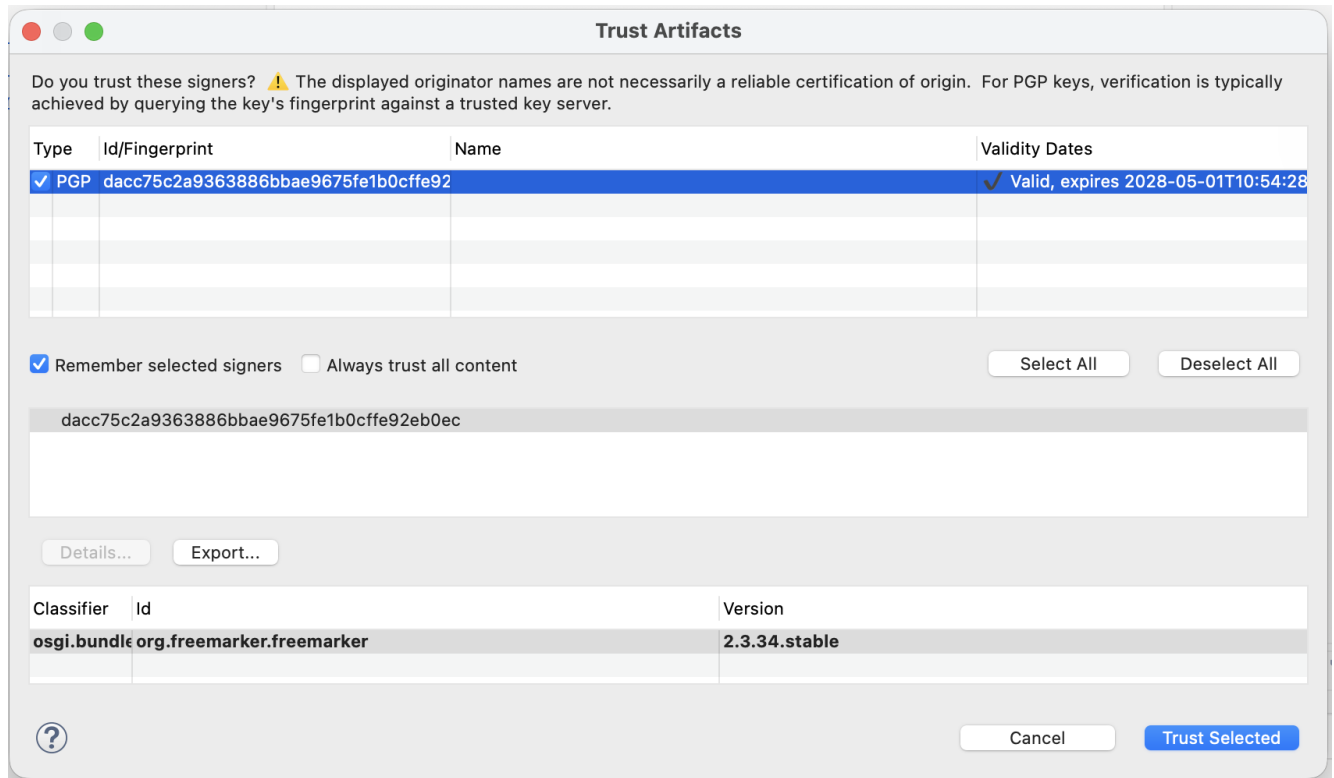 Trust Artifacts
Do you trust these signers? ⚠️ The displayed originator names are not necessarily a reliable certification of origin. For PGP keys, verification is typically
achieved by querying the key's fingerprint against a trusted key server.
Type Id/Fingerprint Name Validity Dates
PGP dacc75c2a9363886bbae9675fe1b0cffe92 Valid, expires 2028-05-01T10:54:28
Remember selected signers Always trust all content Select All Deselect All
dacc75c2a9363886bbae9675fe1b0cffe92eb0ec
Details... Export...
Classifier Id Version
osgi.bundle org.freemarker.freemarker 2.3.34.stable
? Cancel Trust Selected